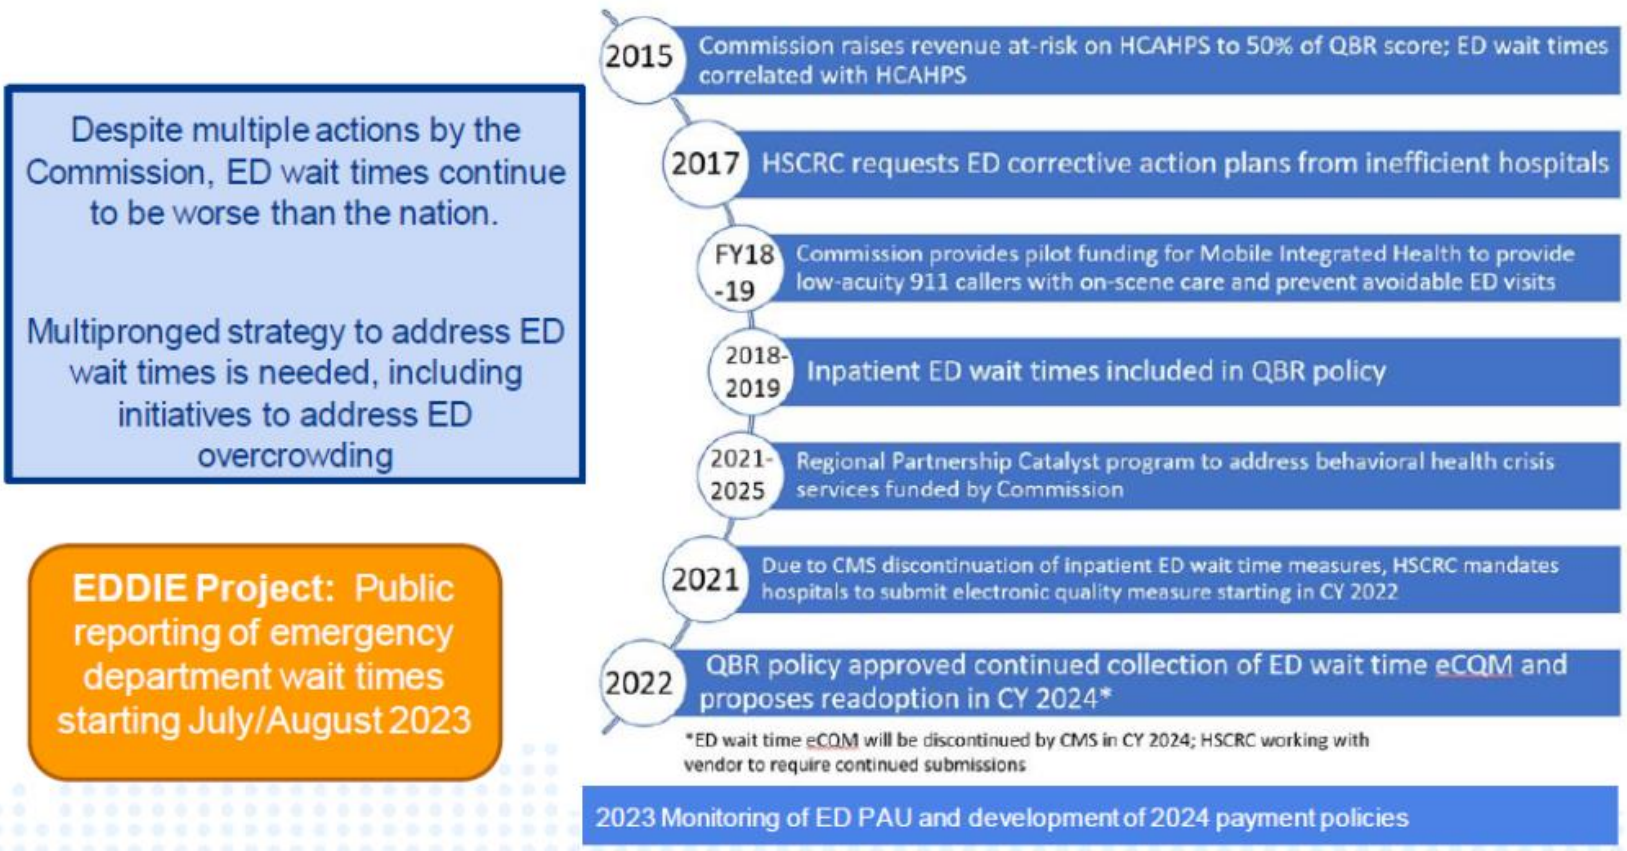 Despite multiple actions by the
Commission, ED wait times continue
to be worse than the nation.
Multipronged strategy to address ED
wait times is needed, including
initiatives to address ED
overcrowding
EDDIE Project: Public
reporting of emergency
department wait times
starting July/August 2023
2015
Commission raises revenue at-risk on HCAHPS to 50% of QBR score; ED wait times
correlated with HCAHPS
2017
HSCRC requests ED corrective action plans from inefficient hospitals
FY18
-19
Commission provides pilot funding for Mobile Integrated Health to provide
low-acuity 911 callers with on-scene care and prevent avoidable ED visits
2018-
2019
Inpatient ED wait times included in QBR policy
2021-
2025
Regional Partnership Catalyst program to address behavioral health crisis
services funded by Commission
2021
Due to CMS discontinuation of inpatient ED wait time measures, HSCRC mandates
hospitals to submit electronic quality measure starting in CY 2022
2022
QBR policy approved continued collection of ED wait time eCQM and
proposes readoption in CY 2024*
*ED wait time eCQM will be discontinued by CMS in CY 2024; HSCRC working with
vendor to require continued submissions
2023 Monitoring of ED PAU and development of 2024 payment policies